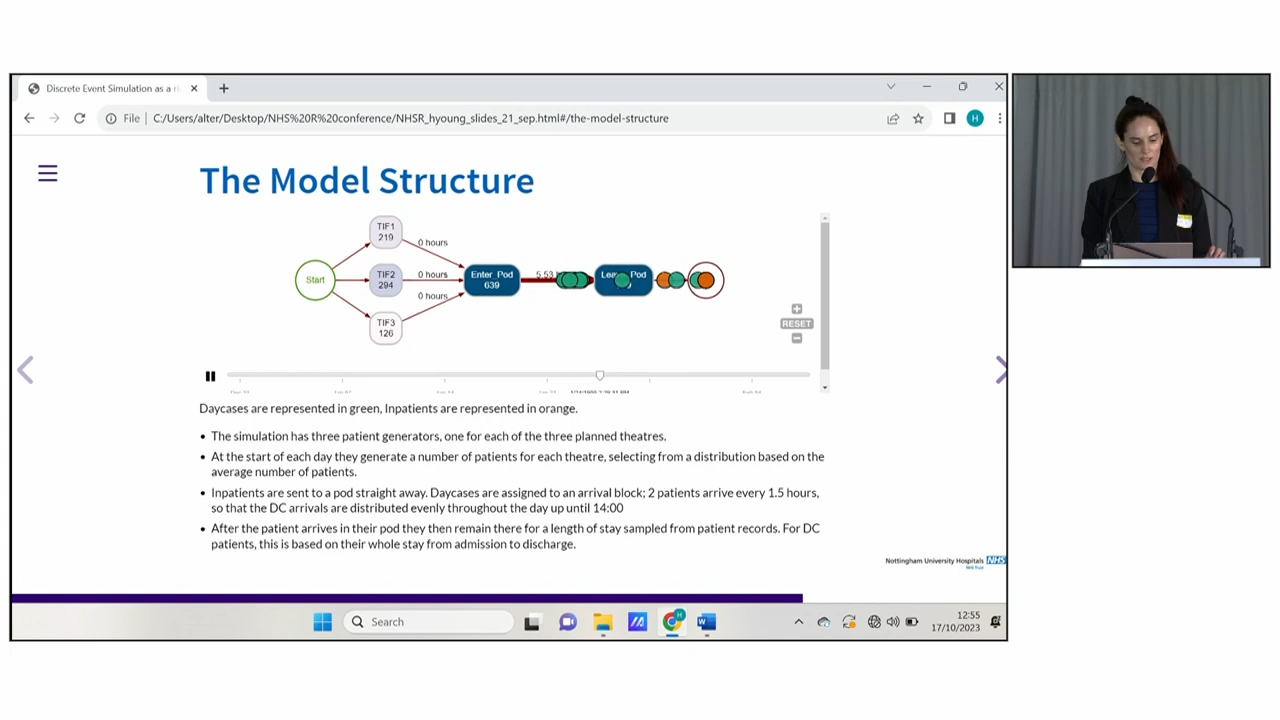 Discrete Event Simulation as a ri
File
C:/Users/alter/Desktop/NHS%20R%20conference/NHSR_hyoung_slides_21_sep.html#/the-model-structure
H
The Model Structure
TIF1
219
0 hours
Start
TIF2
294
0 hours
Enter Pod
639
5.53
Pod
0 hours
TIF3
126
RESET
Daycases are represented in green, Inpatients are represented in orange.
• The simulation has three patient generators, one for each of the three planned theatres.
• At the start of each day they generate a number of patients for each theatre, selecting from a distribution based on the
average number of patients.
• Inpatients are sent to a pod straight away. Daycases are assigned to an arrival block; 2 patients arrive every 1.5 hours,
so that the DC arrivals are distributed evenly throughout the day up until 14:00
• After the patient arrives in their pod they then remain there for a length of stay sampled from patient records. For DC
patients, this is based on their whole stay from admission to discharge.
Nottingham University Hospitals NHS
NHS Trust
Search
H
W
12:55
17/10/2023